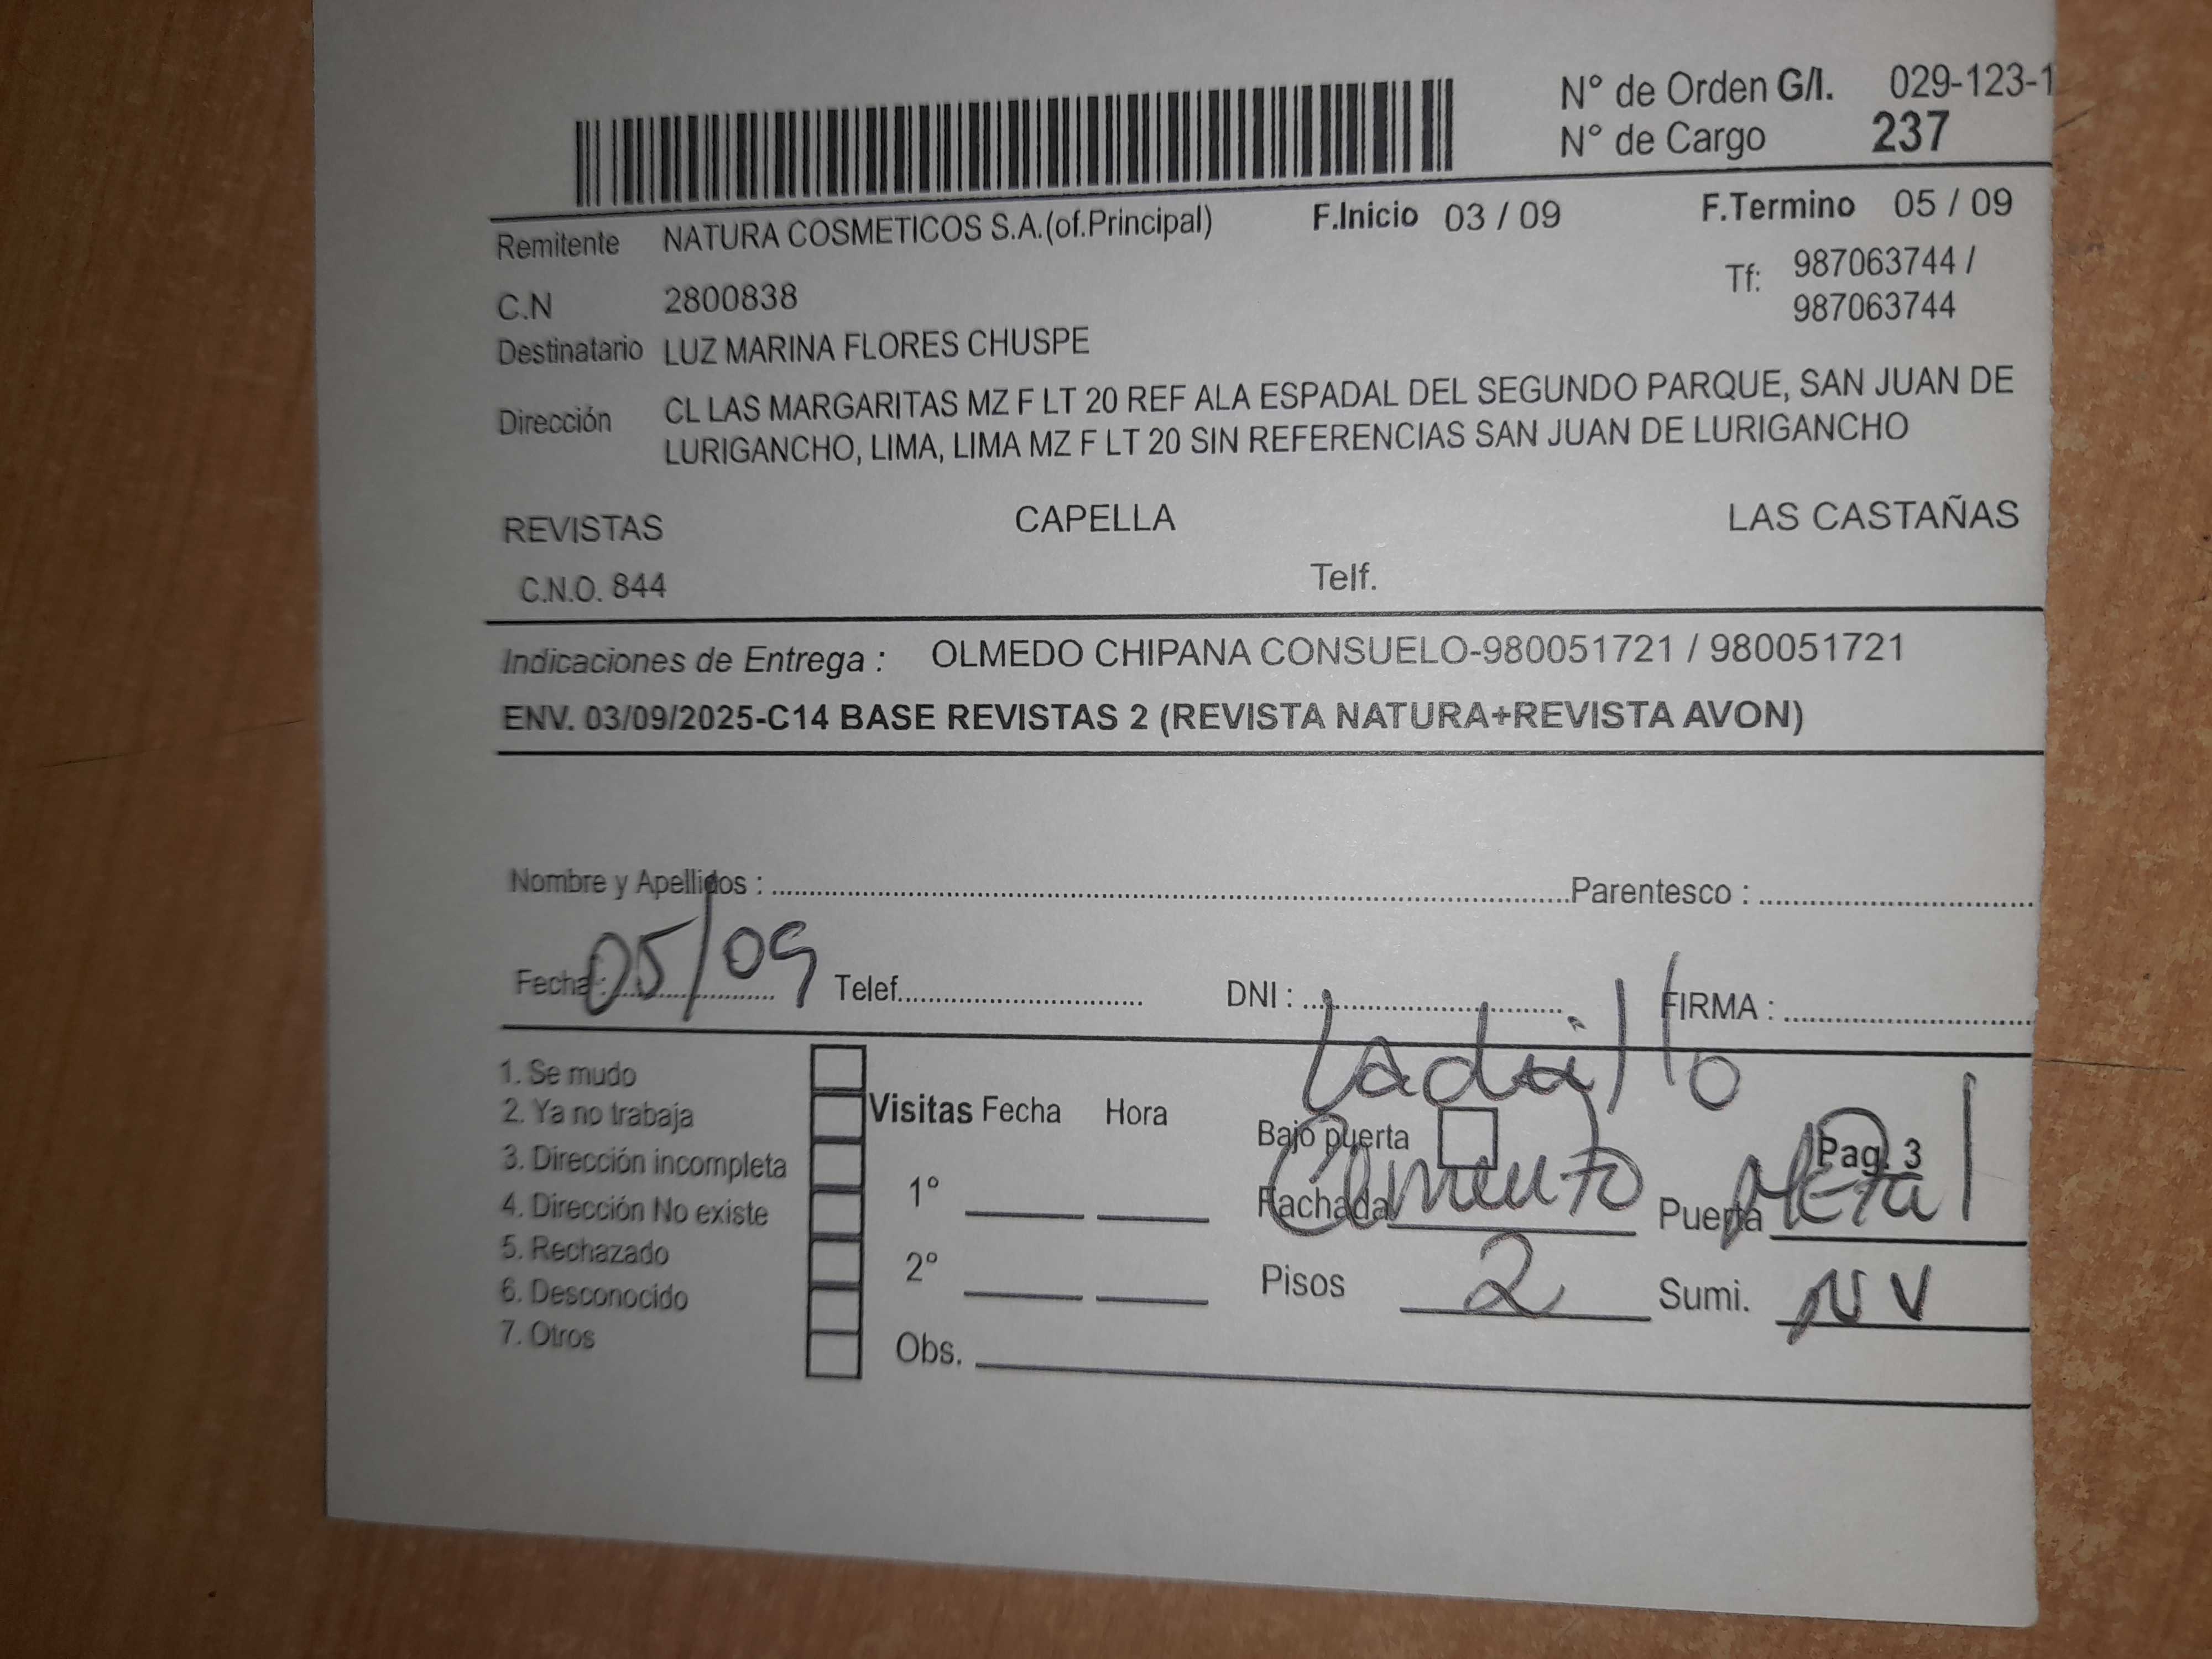 N° de Orden G/I. 029-123-1
N° de Cargo 237
Remitente NATURA COSMETICOS S.A.(of.Principal) F.Inicio 03 / 09 F.Termino 05 / 09
C.N 2800838 Tf: 987063744 /
987063744
Destinatario LUZ MARINA FLORES CHUSPE
Dirección CL LAS MARGARITAS MZ F LT 20 REF ALA ESPADAL DEL SEGUNDO PARQUE, SAN JUAN DE
LURIGANCHO, LIMA, LIMA MZ F LT 20 SIN REFERENCIAS SAN JUAN DE LURIGANCHO
REVISTAS CAPELLA LAS CASTAÑAS
C.N.O. 844 Telf.
Indicaciones de Entrega : OLMEDO CHIPANA CONSUELO-980051721 / 980051721
ENV. 03/09/2025-C14 BASE REVISTAS 2 (REVISTA NATURA+REVISTA AVON)
Nombre y Apellidos : Parentesco :
Fecha : 05/09 Telef. DNI : FIRMA :
Ladrillo
1. Se mudo
2. Ya no trabaja
3. Dirección incompleta
4. Dirección No existe
5. Rechazado
6. Desconocido
7. Otros
Visitas Fecha Hora
1°
2°
Obs.
Bajo puerta Pag. 3
Fachada Cemento Puerta Metal
Pisos 2 Sumi. NV